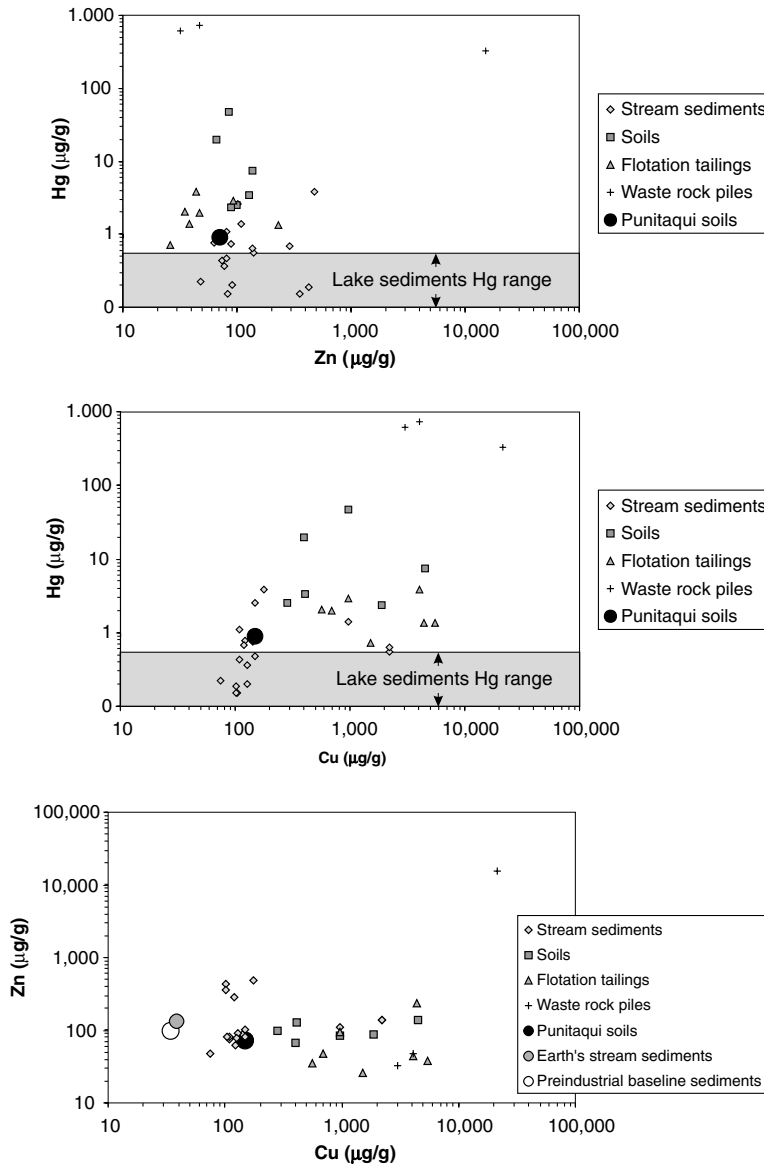 1.000
100
10
1
0
Hg (μg/g)
10
100
1,000
10,000
100,000
Zn (μg/g)
Lake sediments Hg range
Stream sediments
Soils
Flotation tailings
Waste rock piles
Punitaqui soils
1.000
100
10
1
0
Hg (μg/g)
10
100
1,000
10,000
100,000
Cu (μg/g)
Lake sediments Hg range
Stream sediments
Soils
Flotation tailings
Waste rock piles
Punitaqui soils
100,000
10,000
1,000
100
10
Zn (μg/g)
10
100
1,000
10,000
100,000
Cu (μg/g)
Stream sediments
Soils
Flotation tailings
Waste rock piles
Punitaqui soils
Earth's stream sediments
Preindustrial baseline sediments